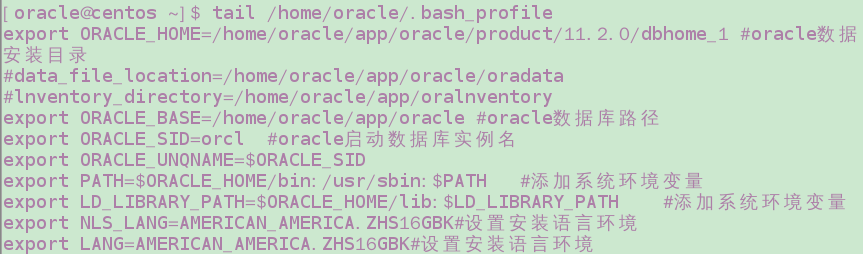 [oracle@centos ~]$ tail /home/oracle/.bash_profile
export ORACLE_HOME=/home/oracle/app/oracle/product/11.2.0/dbhome_1 #oracle数据
安装目录
#data_file_location=/home/oracle/app/oracle/oradata
#lnventory_directory=/home/oracle/app/oralnventory
export ORACLE_BASE=/home/oracle/app/oracle #oracle数据库路径
export ORACLE_SID=orcl  #oracle启动数据库实例名
export ORACLE_UNQNAME=$ORACLE_SID
export PATH=$ORACLE_HOME/bin:/usr/sbin:$PATH   #添加系统环境变量
export LD_LIBRARY_PATH=$ORACLE_HOME/lib:$LD_LIBRARY_PATH    #添加系统环境变量
export NLS_LANG=AMERICAN_AMERICA.ZHS16GBK#设置安装语言环境
export LANG=AMERICAN_AMERICA.ZHS16GBK#设置安装语言环境